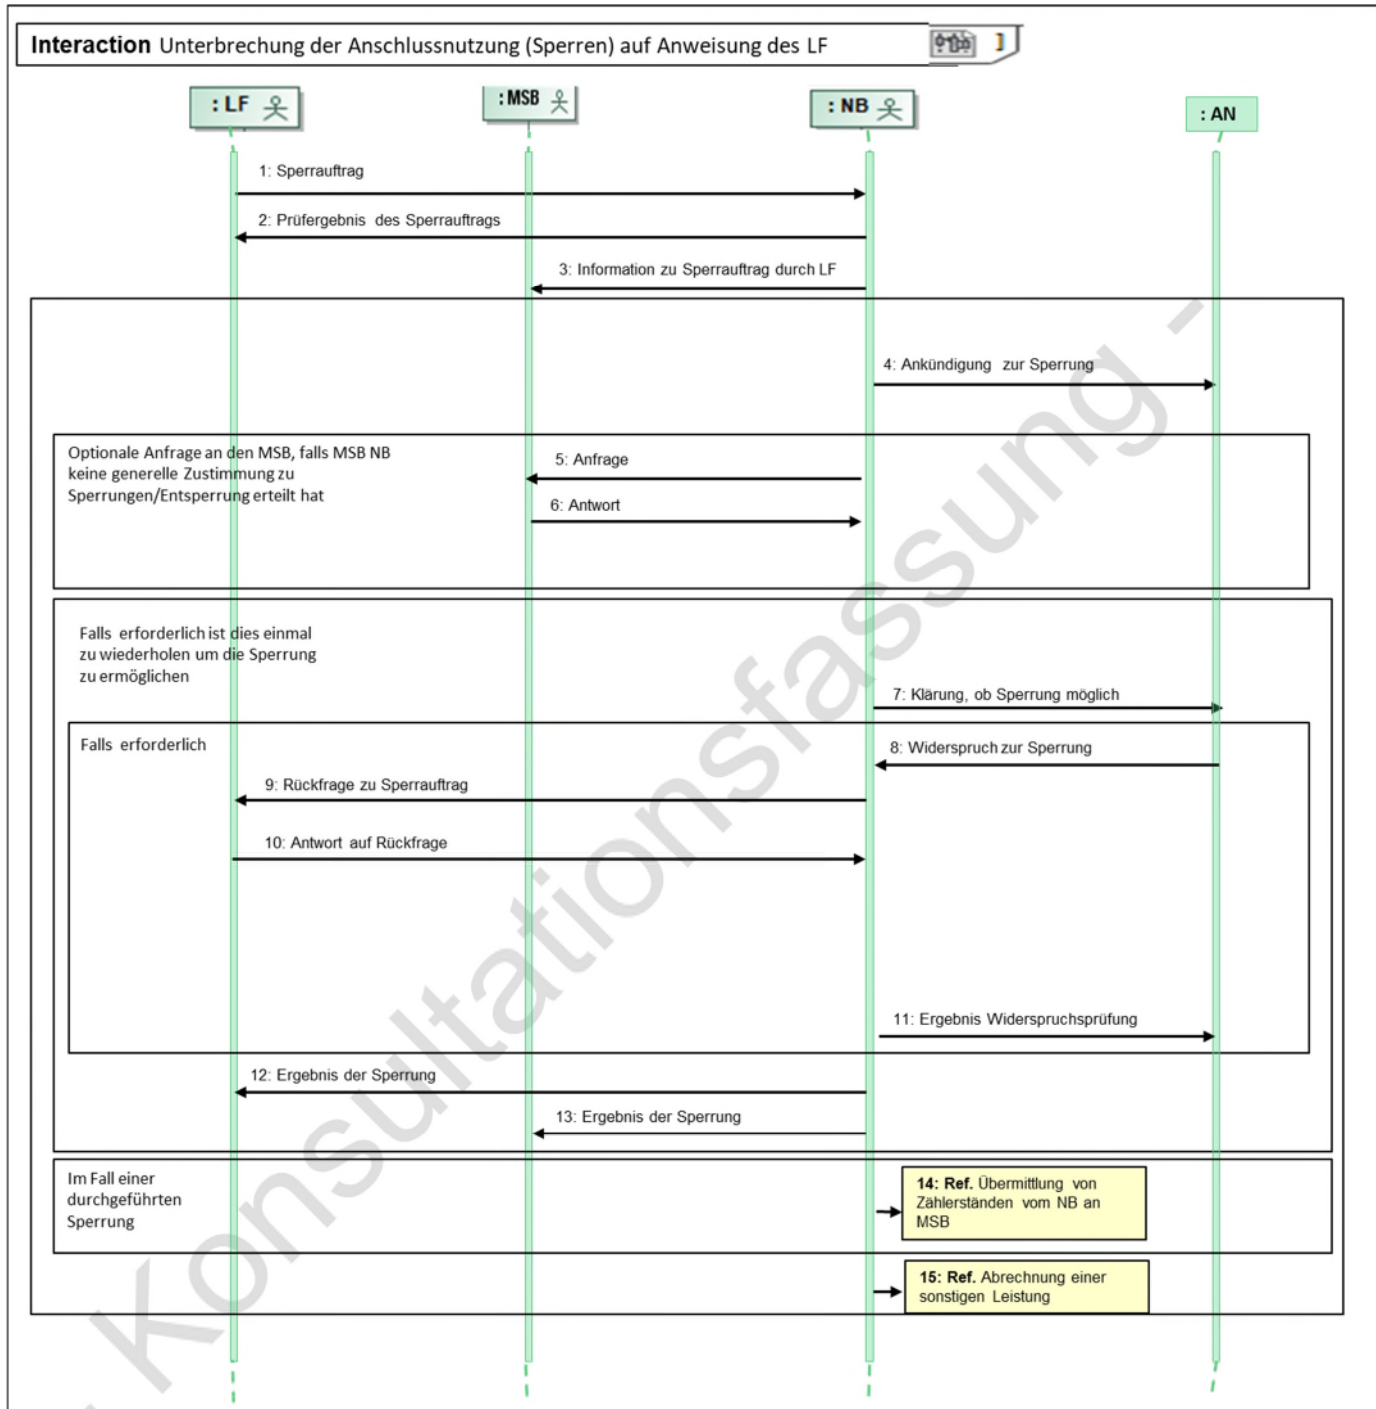 Interaction Unterbrechung der Anschlussnutzung (Sperren) auf Anweisung des LF
: LF
: MSB
: NB
: AN
1: Sperrauftrag
2: Prüfergebnis des Sperrauftrags
3: Information zu Sperrauftrag durch LF
4: Ankündigung zur Sperrung
Optionale Anfrage an den MSB, falls MSB NB
keine generelle Zustimmung zu
Sperrungen/Entsperrung erteilt hat
5: Anfrage
6: Antwort
Falls erforderlich ist dies einmal
zu wiederholen um die Sperrung
zu ermöglichen
7: Klärung, ob Sperrung möglich
Falls erforderlich
8: Widerspruch zur Sperrung
9: Rückfrage zu Sperrauftrag
10: Antwort auf Rückfrage
11: Ergebnis Widerspruchsprüfung
12: Ergebnis der Sperrung
13: Ergebnis der Sperrung
Im Fall einer
durchgeführten
Sperrung
14: Ref. Übermittlung von
Zählerständen vom NB an
MSB
15: Ref. Abrechnung einer
sonstigen Leistung
- Konsultationsfassung -